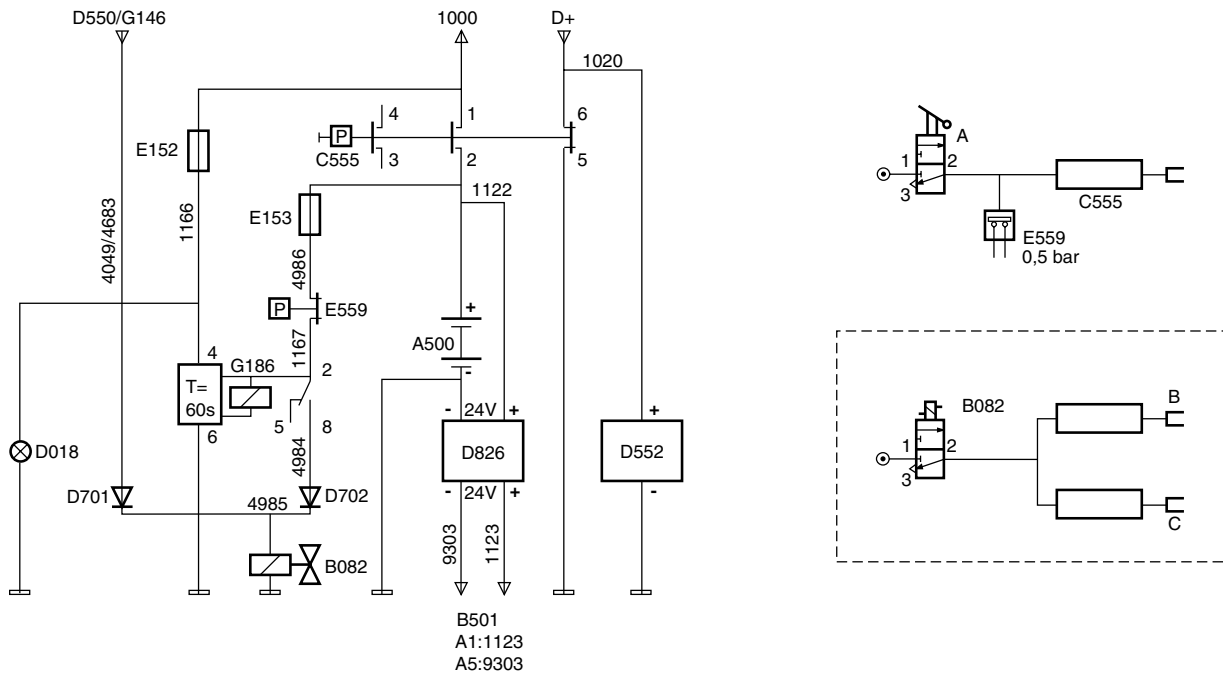 D550/G146
1000
D+
1020
4
1
6
E152
P
C555
3
2
5
1122
E153
1166
4049/4683
4986
P
E559
+
A500
-
1167
4
G186
2
T=
60s
5
8
6
- 24V +
D826
- 24V +
+
D552
-
D018
4984
D701
4985
D702
B082
9303
1123
B501
A1:1123
A5:9303
A
1
2
3
C555
E559
0,5 bar
B082
B
1
2
3
C